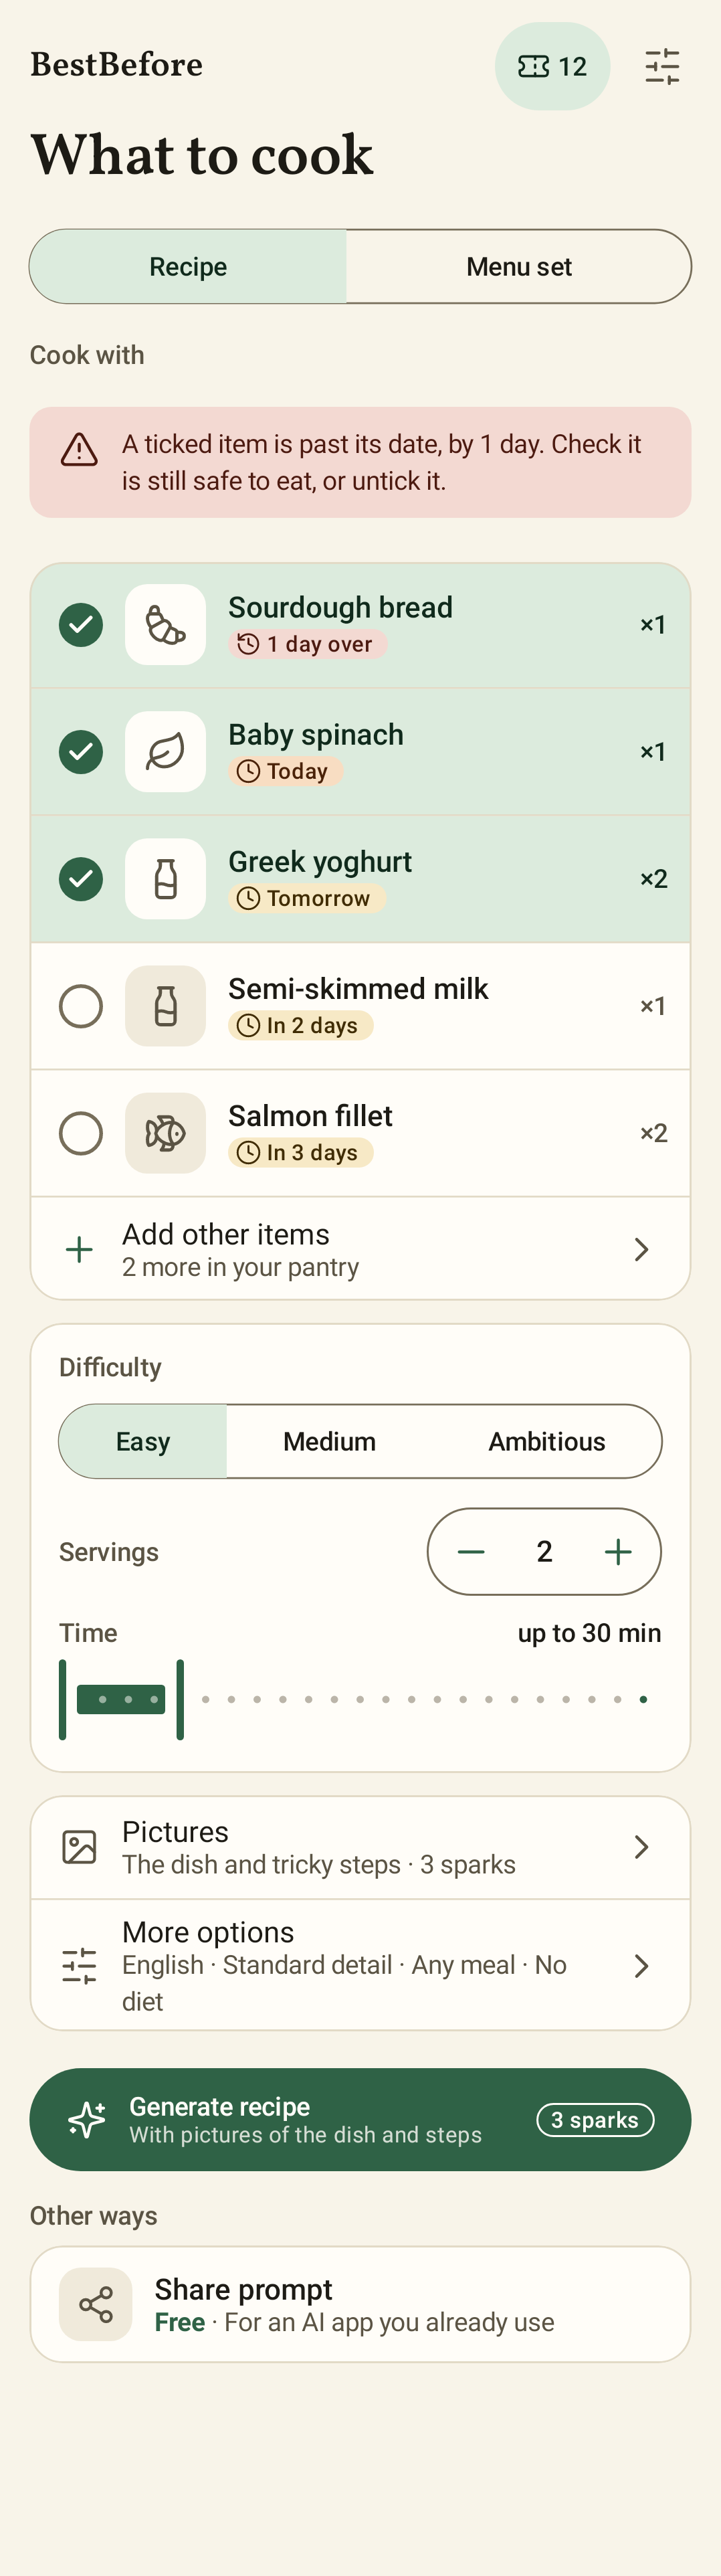 BestBefore
12
What to cook
Recipe
Menu set
Cook with
A ticked item is past its date, by 1 day. Check it
is still safe to eat, or untick it.
Sourdough bread
1 day over
×1
Baby spinach
Today
×1
Greek yoghurt
Tomorrow
×2
Semi-skimmed milk
In 2 days
×1
Salmon fillet
In 3 days
×2
Add other items
2 more in your pantry
Difficulty
Easy
Medium
Ambitious
Servings
2
Time
up to 30 min
Pictures
The dish and tricky steps · 3 sparks
More options
English · Standard detail · Any meal · No
diet
Generate recipe
With pictures of the dish and steps
3 sparks
Other ways
Share prompt
Free · For an AI app you already use